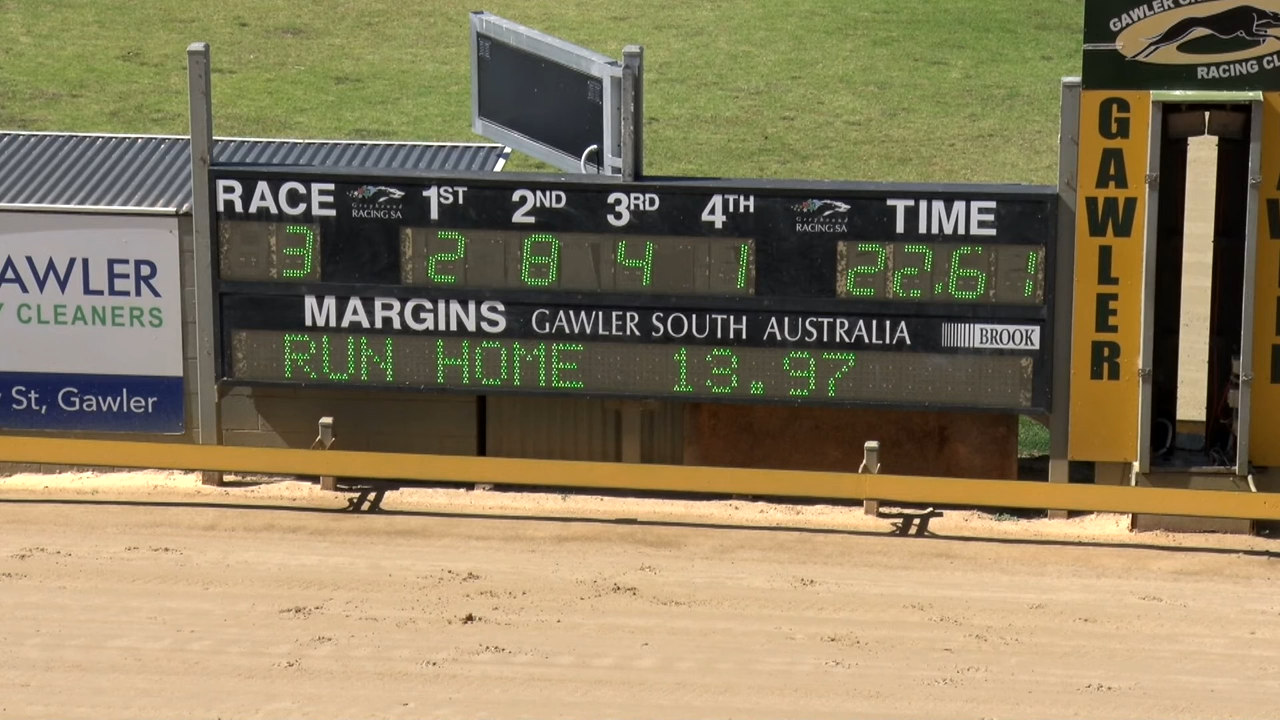 GAWLER
RACING CL
GAWLER
RACE 1ST 2ND 3RD 4TH TIME
Greyhound RACING SA
Greyhound RACING SA
3 2 8 4 1 22.61
MARGINS GAWLER SOUTH AUSTRALIA BROOK
RUN HOME 13.97
AWLER
Y CLEANERS
St, Gawler